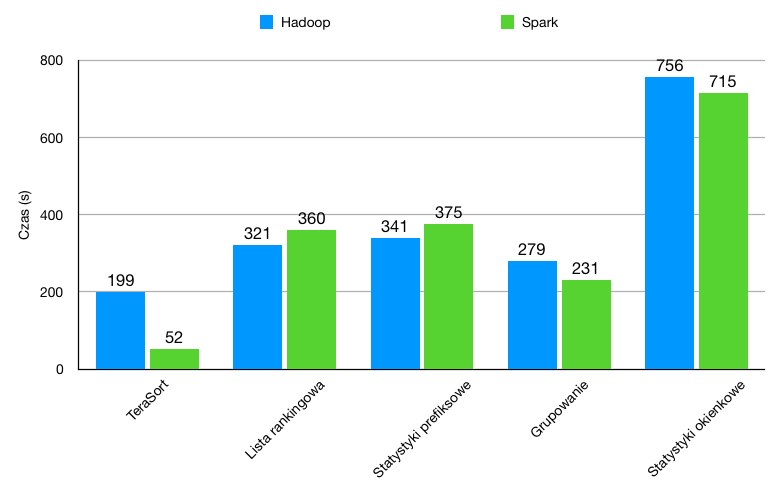 Hadoop
Spark
Czas (s)
800
600
400
200
0
199
52
321
360
341
375
279
231
756
715
TeraSort
Lista rankingowa
Statystyki prefiksowe
Grupowanie
Statystyki okienkowe